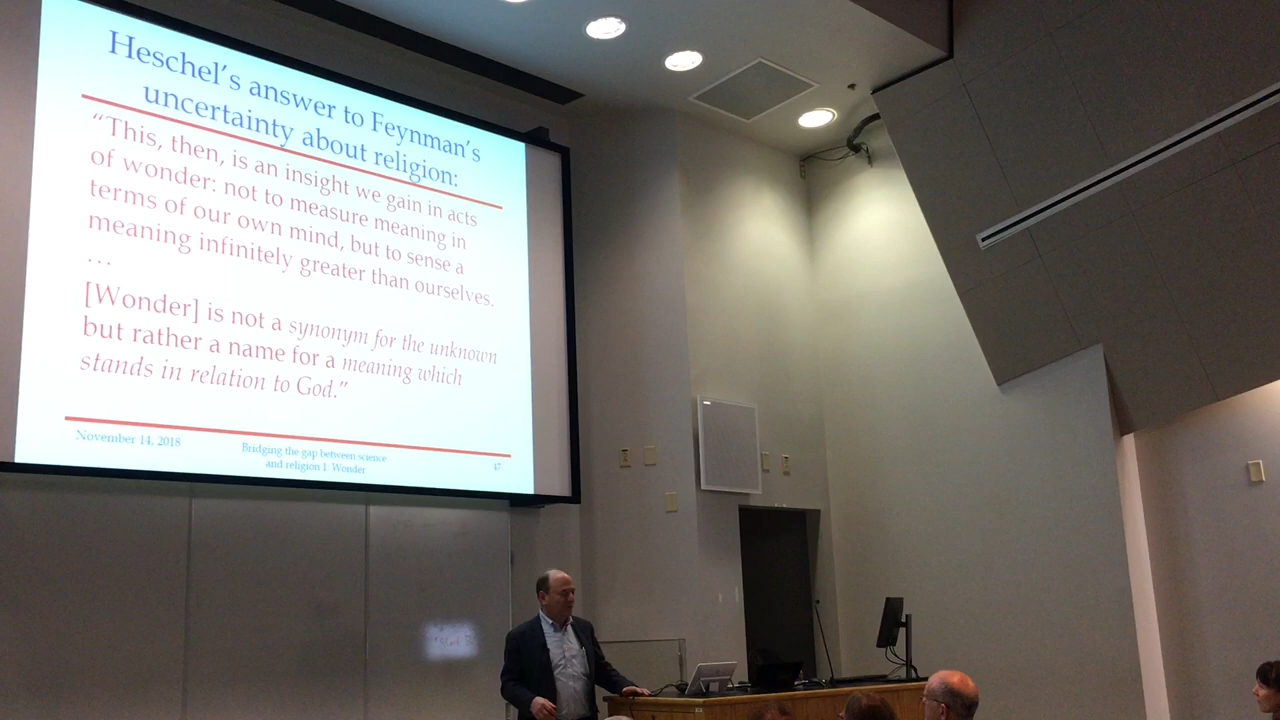 Heschel's answer to Feynman's
uncertainty about religion:
"This, then, is an insight we gain in acts
of wonder: not to measure meaning in
terms of our own mind, but to sense a
meaning infinitely greater than ourselves.
…
[Wonder] is not a synonym for the unknown
but rather a name for a meaning which
stands in relation to God."
November 14, 2018
Bridging the gap between science
and religion I: Wonder
47